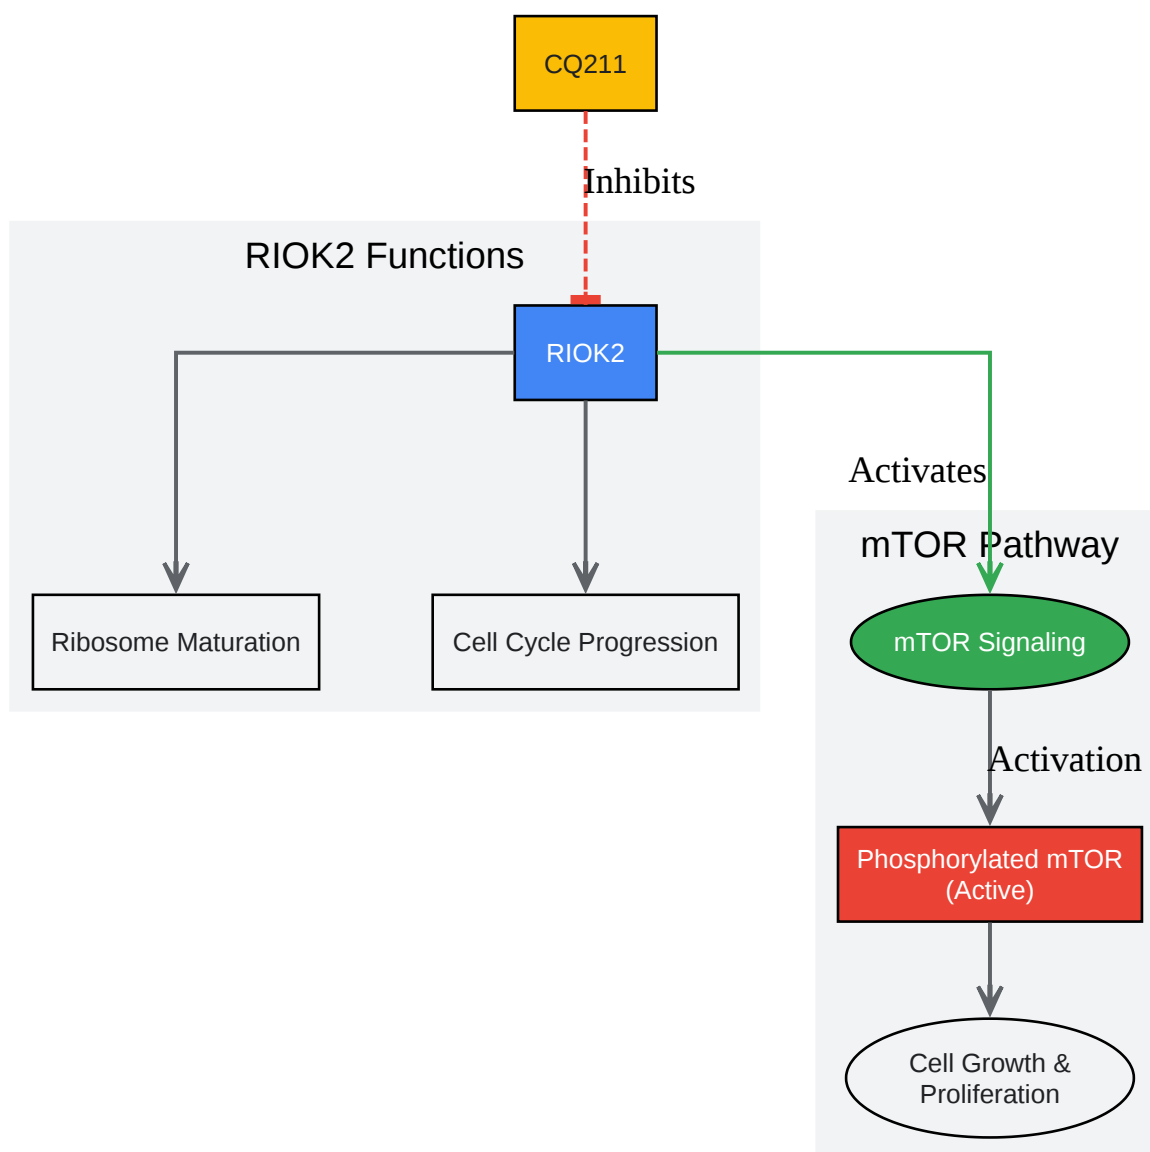 CQ211
Inhibits
RIOK2 Functions
RIOK2
Activates
mTOR Pathway
Ribosome Maturation
Cell Cycle Progression
mTOR Signaling
Activation
Phosphorylated mTOR
(Active)
Cell Growth &
Proliferation